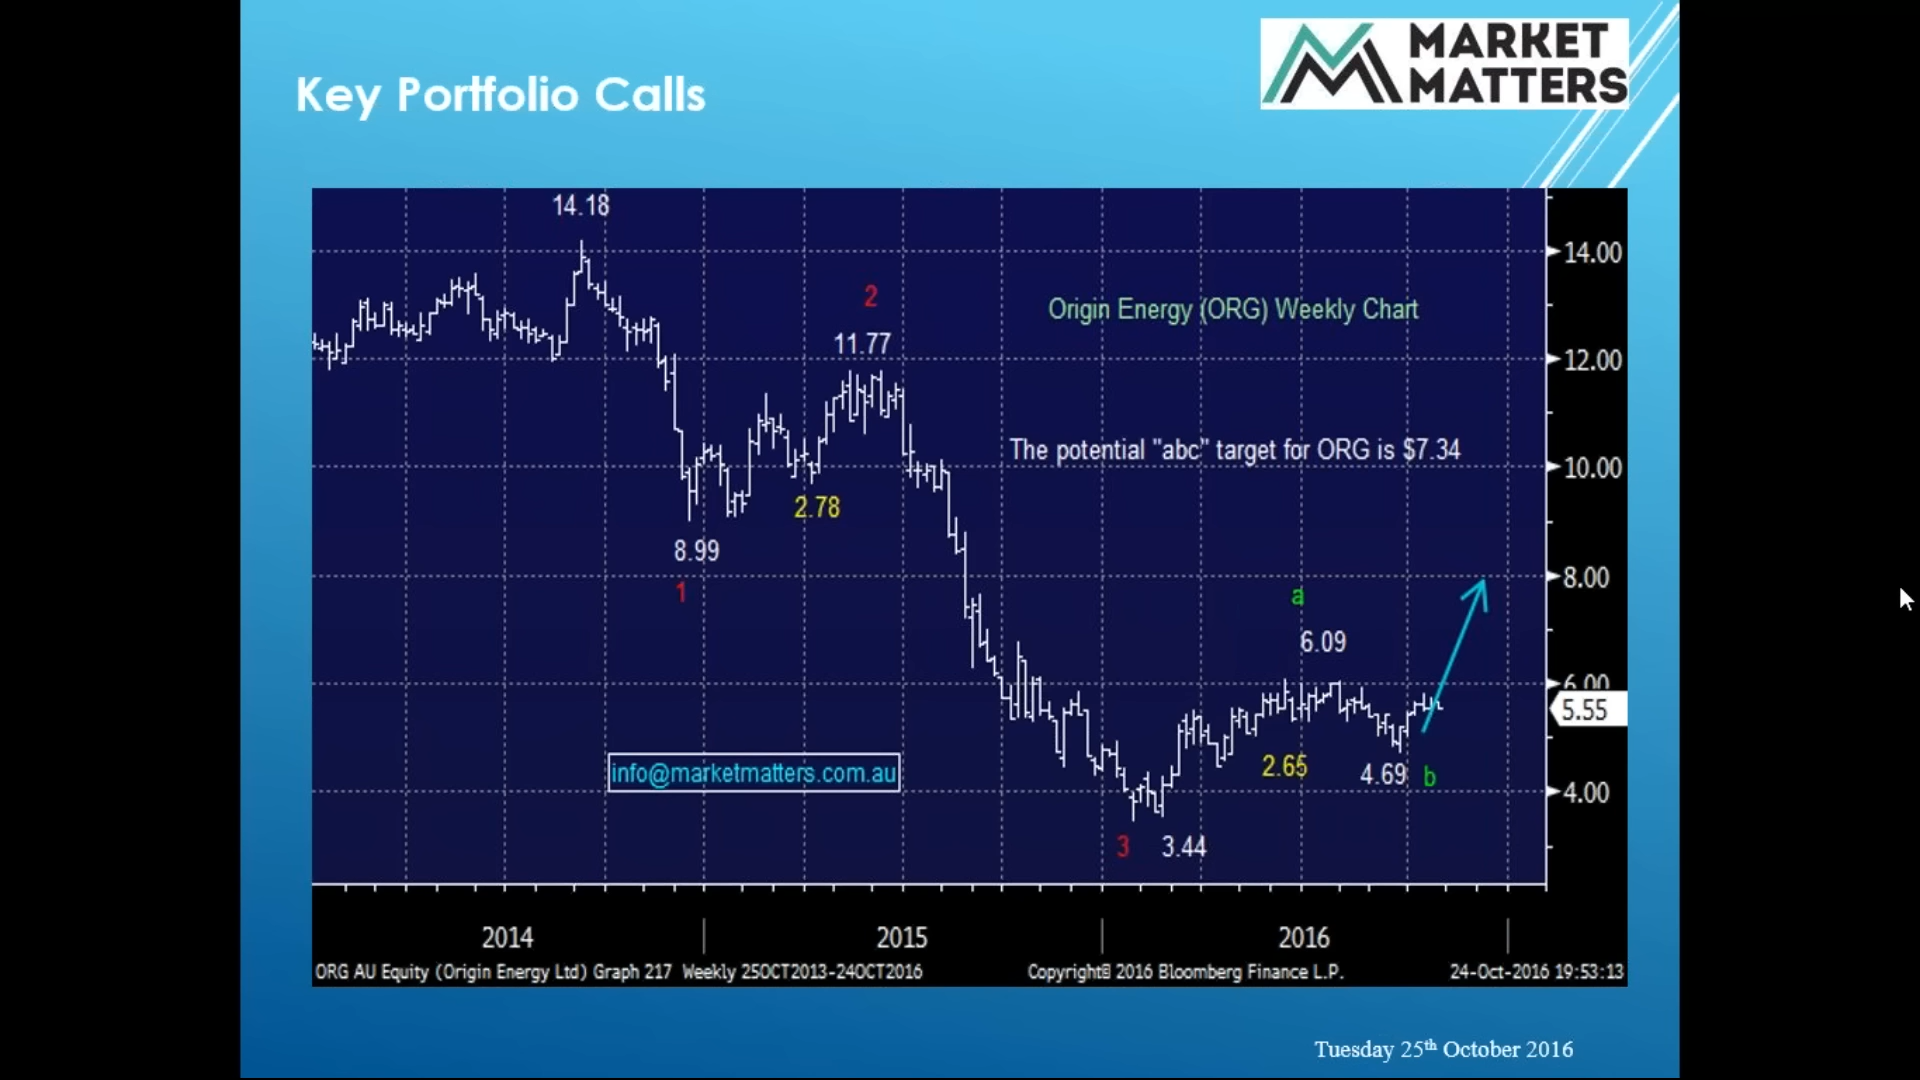 Key Portfolio Calls
MARKET
MATTERS
14.18
14.00
2
Origin Energy (ORG) Weekly Chart
11.77
12.00
The potential "abc" target for ORG is $7.34
10.00
2.78
8.99
8.00
1
a
6.09
6.00
5.55
2.65
4.69
b
info@marketmatters.com.au
4.00
3
3.44
2014
2015
2016
ORG AU Equity (Origin Energy Ltd) Graph 217 Weekly 25OCT2013-24OCT2016
Copyright© 2016 Bloomberg Finance L.P.
24-Oct-2016 19:53:13
Tuesday 25th October 2016